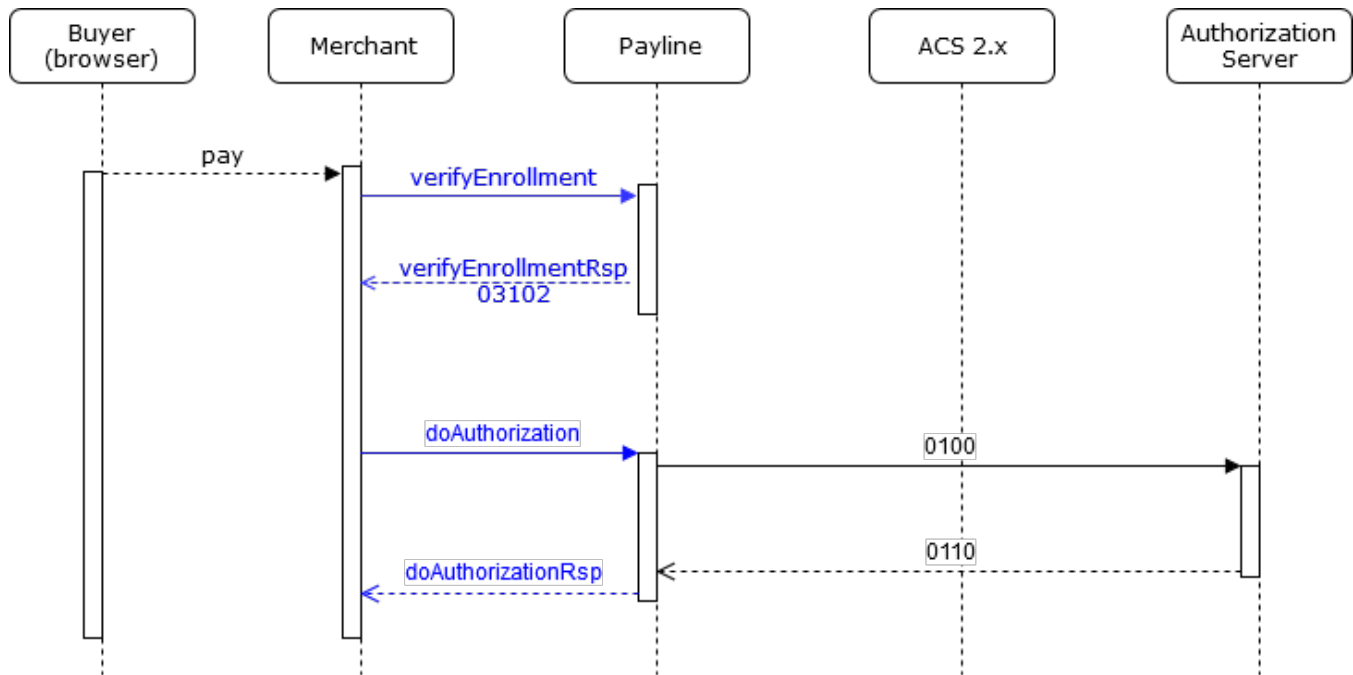 Buyer
(browser)
Merchant
Payline
ACS 2.x
Authorization
Server
pay
verifyEnrollment
verifyEnrollmentRsp
03102
doAuthorization
0100
0110
doAuthorizationRsp